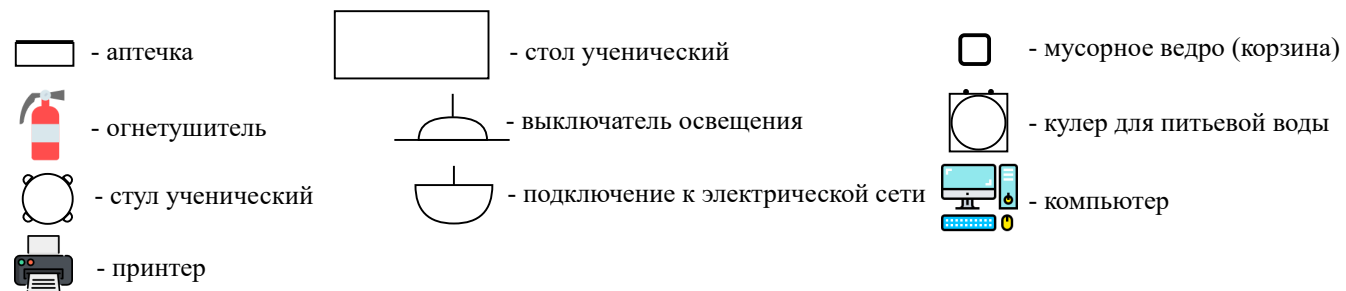 - аптечка
- стол ученический
- мусорное ведро (корзина)
- огнетушитель
- выключатель освещения
- кулер для питьевой воды
- стул ученический
- подключение к электрической сети
- компьютер
- принтер